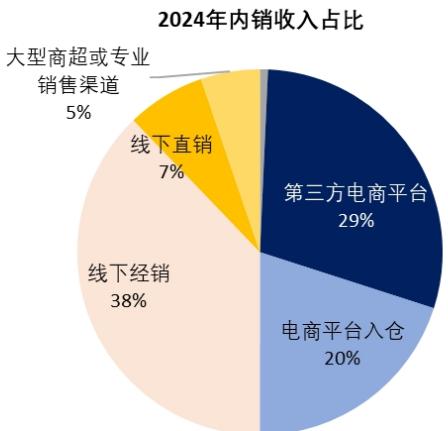 2024年内销收入占比
大型商超或专业
销售渠道
5%
线下直销
7%
第三方电商平台
29%
线下经销
38%
电商平台入仓
20%